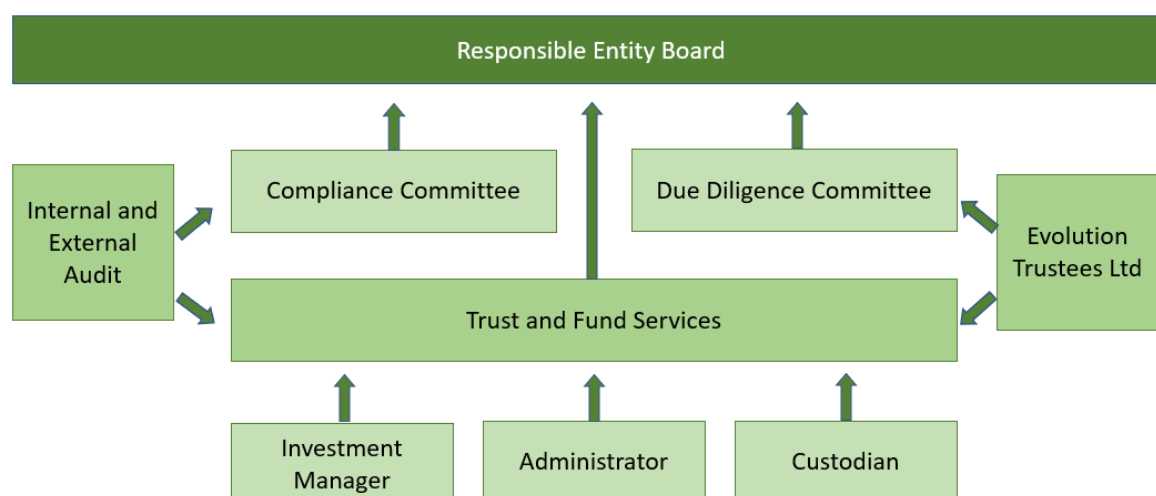 Responsible Entity Board
Compliance Committee
Due Diligence Committee
Internal and
External
Audit
Evolution
Trustees Ltd
Trust and Fund Services
Investment
Manager
Administrator
Custodian